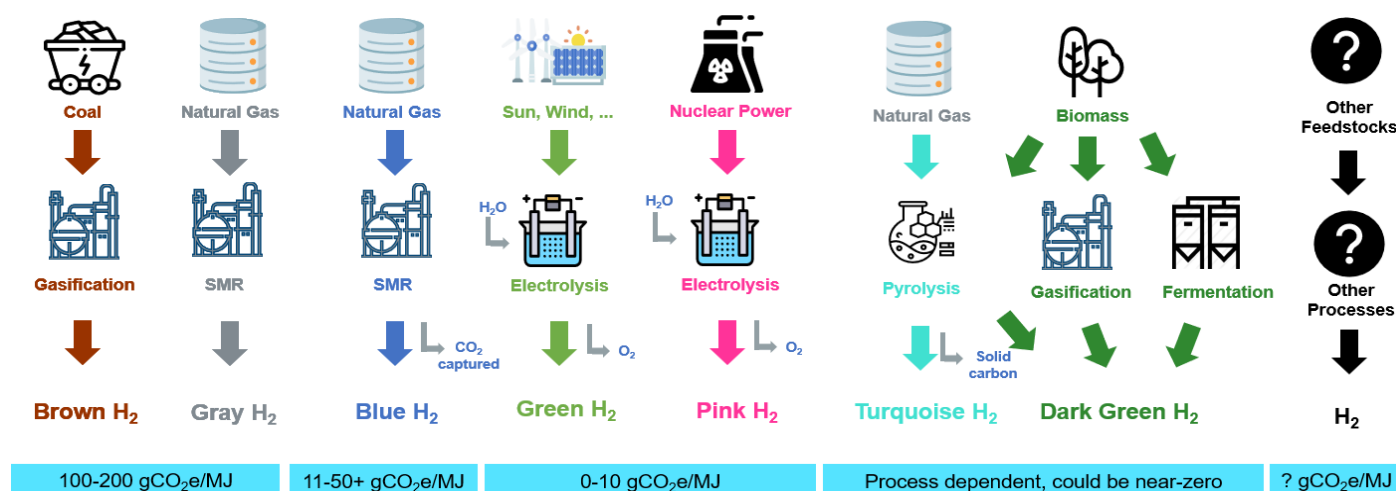 Coal
Natural Gas
Natural Gas
Sun, Wind, ...
Nuclear Power
Natural Gas
Biomass
?
Other
Feedstocks
H₂O
+ –
H₂O
+ –
?
Gasification
SMR
SMR
Electrolysis
Electrolysis
Pyrolysis
Gasification
Fermentation
Other
Processes
CO₂
captured
O₂
O₂
Solid
carbon
Brown H₂
Gray H₂
Blue H₂
Green H₂
Pink H₂
Turquoise H₂
Dark Green H₂
H₂
100-200 gCO₂e/MJ
11-50+ gCO₂e/MJ
0-10 gCO₂e/MJ
Process dependent, could be near-zero
? gCO₂e/MJ